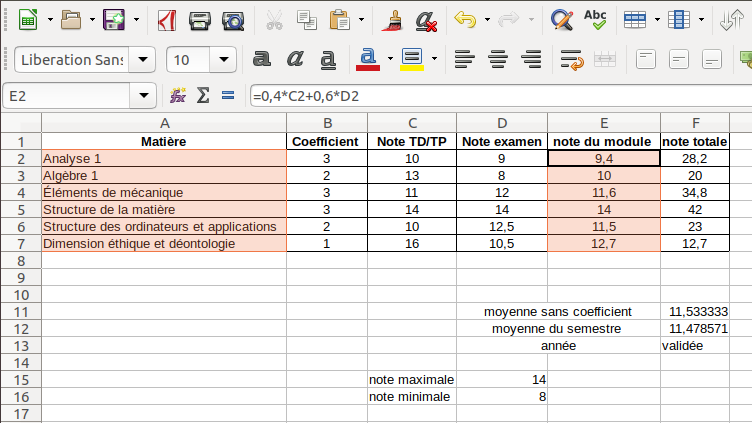 Abc
Liberation Sans
10
a a a a
E2
=0,4*C2+0,6*D2
A B C D E F
1 Matière Coefficient Note TD/TP Note examen note du module note totale
2 Analyse 1 3 10 9 9,4 28,2
3 Algèbre 1 2 13 8 10 20
4 Éléments de mécanique 3 11 12 11,6 34,8
5 Structure de la matière 3 14 14 14 42
6 Structure des ordinateurs et applications 2 10 12,5 11,5 23
7 Dimension éthique et déontologie 1 16 10,5 12,7 12,7
8
9
10
11 moyenne sans coefficient 11,533333
12 moyenne du semestre 11,478571
13 année validée
14
15 note maximale 14
16 note minimale 8
17